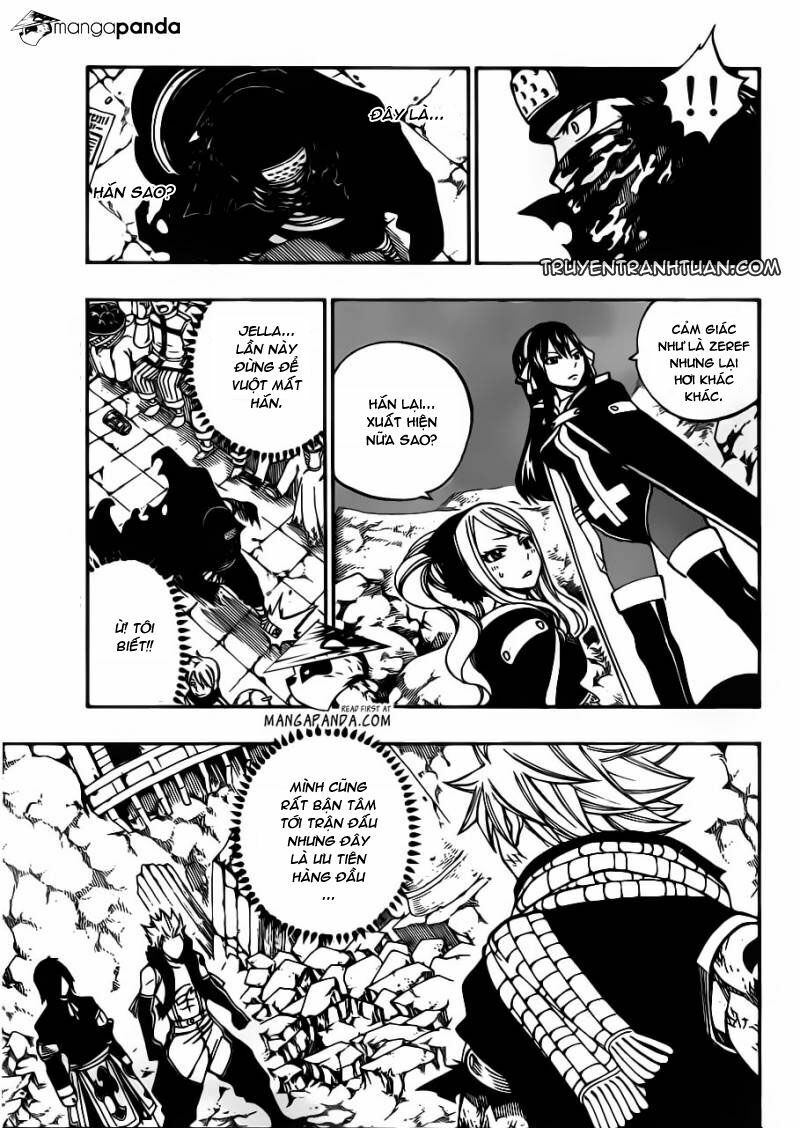 mangapanda
!!
ĐÂY LÀ...
HẮN SAO?
TRUYENTRANHTUAN.COM
CẢM GIÁC
NHƯ LÀ ZEREF
NHƯNG LẠI
HƠI KHÁC
KHÁC.
HẮN LẠI...
XUẤT HIỆN
NỮA SAO?
JELLA...
LẦN NÀY
ĐỪNG ĐỂ
VUỘT MẤT
HẮN.
Ừ! TÔI
BIẾT!!
READ FIRST AT
MANGAPANDA.COM
MÌNH CŨNG
RẤT BẬN TÂM
TỚI TRẬN ĐẤU
NHƯNG ĐÂY
LÀ ƯU TIÊN
HÀNG ĐẦU
...